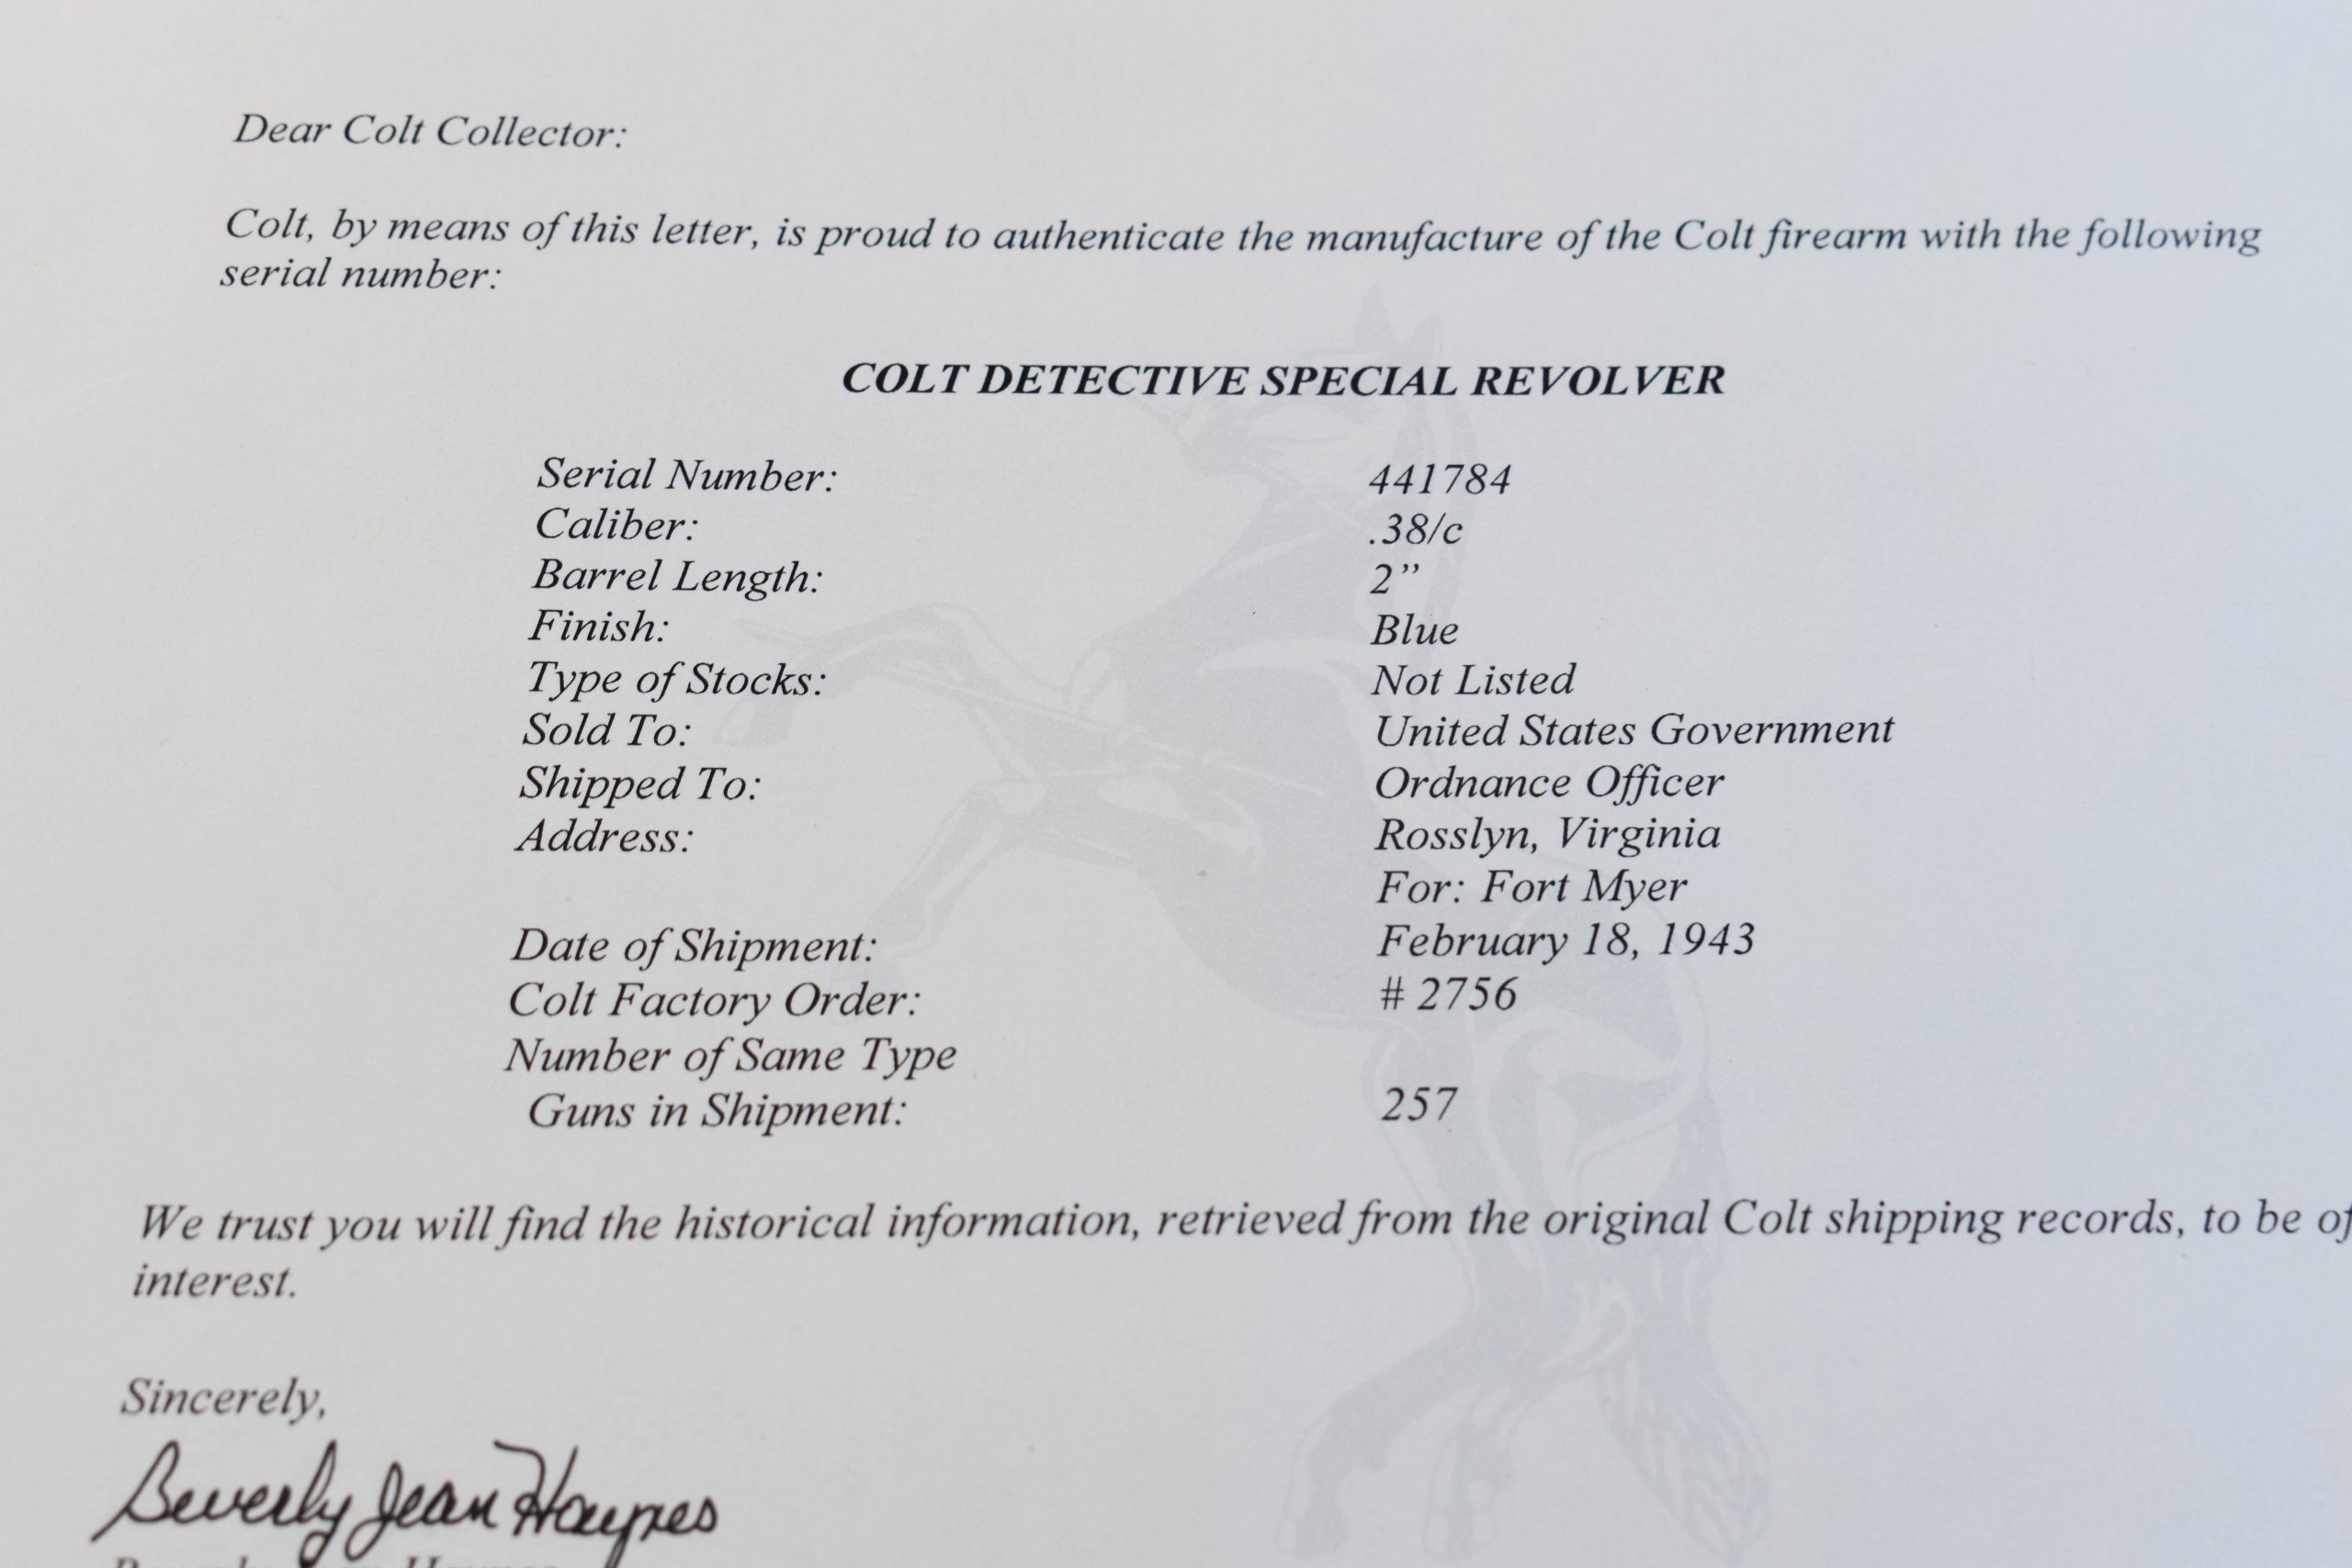 Dear Colt Collector:
Colt, by means of this letter, is proud to authenticate the manufacture of the Colt firearm with the following
serial number:
COLT DETECTIVE SPECIAL REVOLVER
Serial Number: 441784
Caliber: .38/c
Barrel Length: 2”
Finish: Blue
Type of Stocks: Not Listed
Sold To: United States Government
Shipped To: Ordnance Officer
Address: Rosslyn, Virginia
For: Fort Myer
Date of Shipment: February 18, 1943
Colt Factory Order: # 2756
Number of Same Type
Guns in Shipment: 257
We trust you will find the historical information, retrieved from the original Colt shipping records, to be of
interest.
Sincerely,
Beverly Jean Haynes